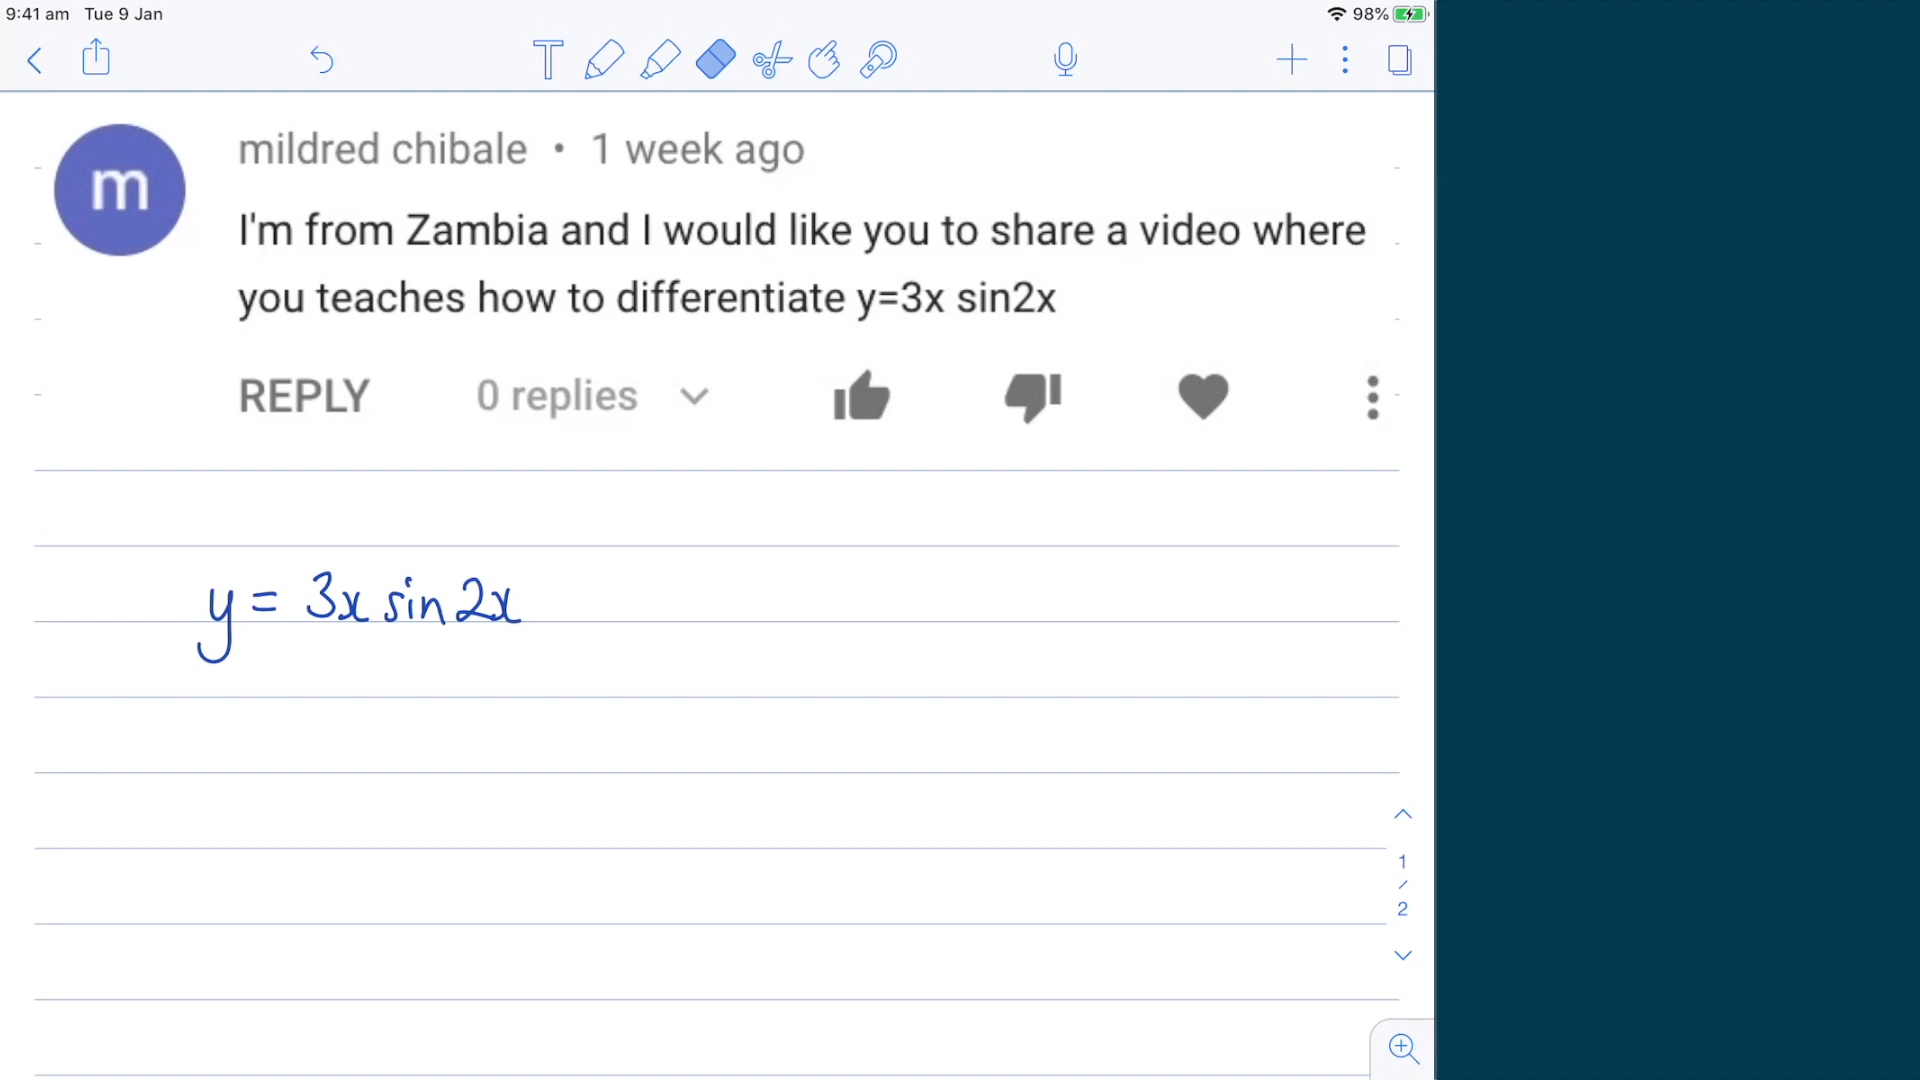 9:41 am Tue 9 Jan 98%
T
m
mildred chibale • 1 week ago
I'm from Zambia and I would like you to share a video where
you teaches how to differentiate y=3x sin2x
REPLY 0 replies
y = 3x sin 2x
1
/
2